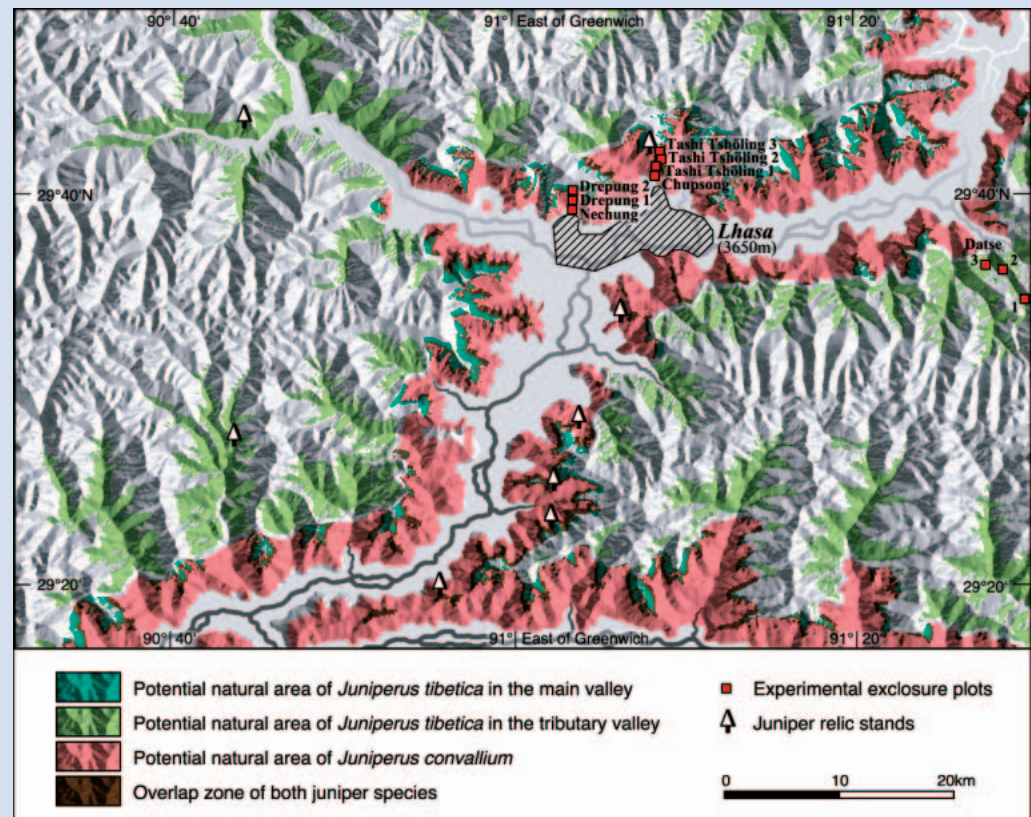 90°40'
91° East of Greenwich
91°20'
Tashi Tshöling 3
Tashi Tshöling 2
Tashi Tshöling 1
Chupsong
29°40'
Drepung 2
Drepung 1
Nechung
29°40'N
Lhasa
(3650m)
Datse
3
2
1
29°20'
29°20'
90°40'
91° East of Greenwich
91°20'
Potential natural area of Juniperus tibetica in the main valley
Potential natural area of Juniperus tibetica in the tributary valley
Potential natural area of Juniperus convallium
Overlap zone of both juniper species
Experimental exclosure plots
Juniper relic stands
0 10 20km